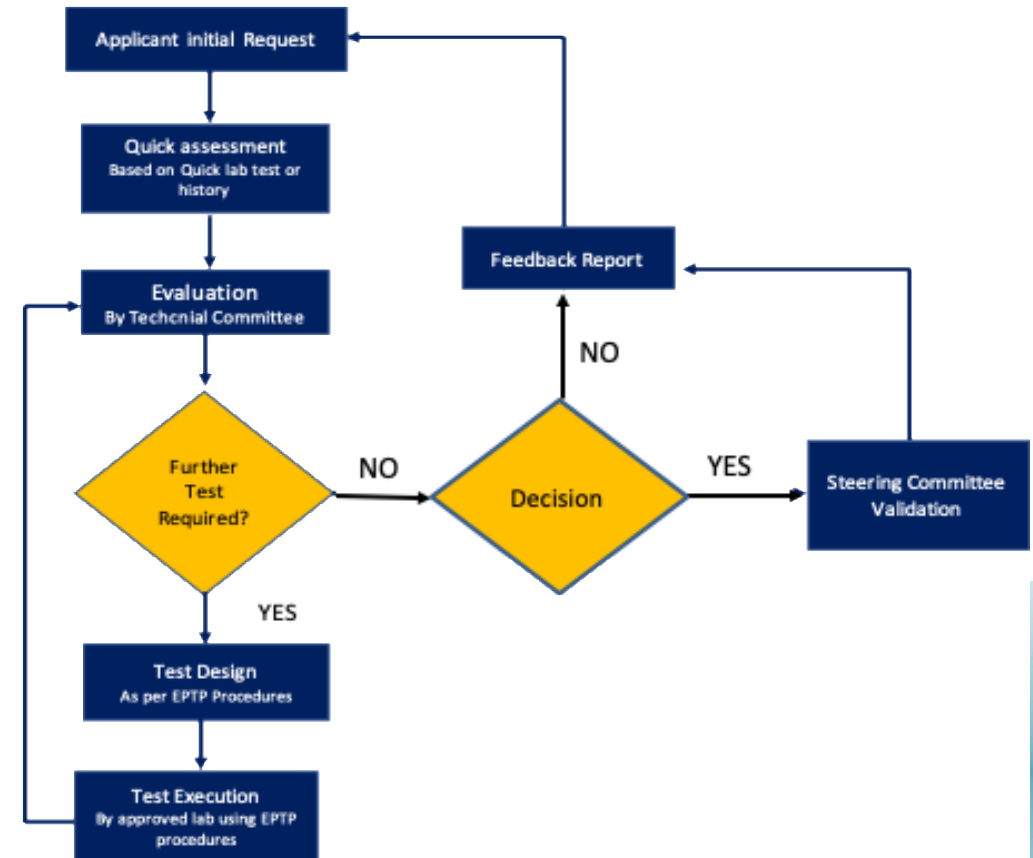 Applicant initial Request
Quick assessment
Based on Quick lab test or
history
Evaluation
By Techcnial Committee
Further
Test
Required?
YES
Test Design
As per EPTP Procedures
Test Execution
By approved lab using EPTP
procedures
NO
Decision
NO
Feedback Report
YES
Steering Committee
Validation